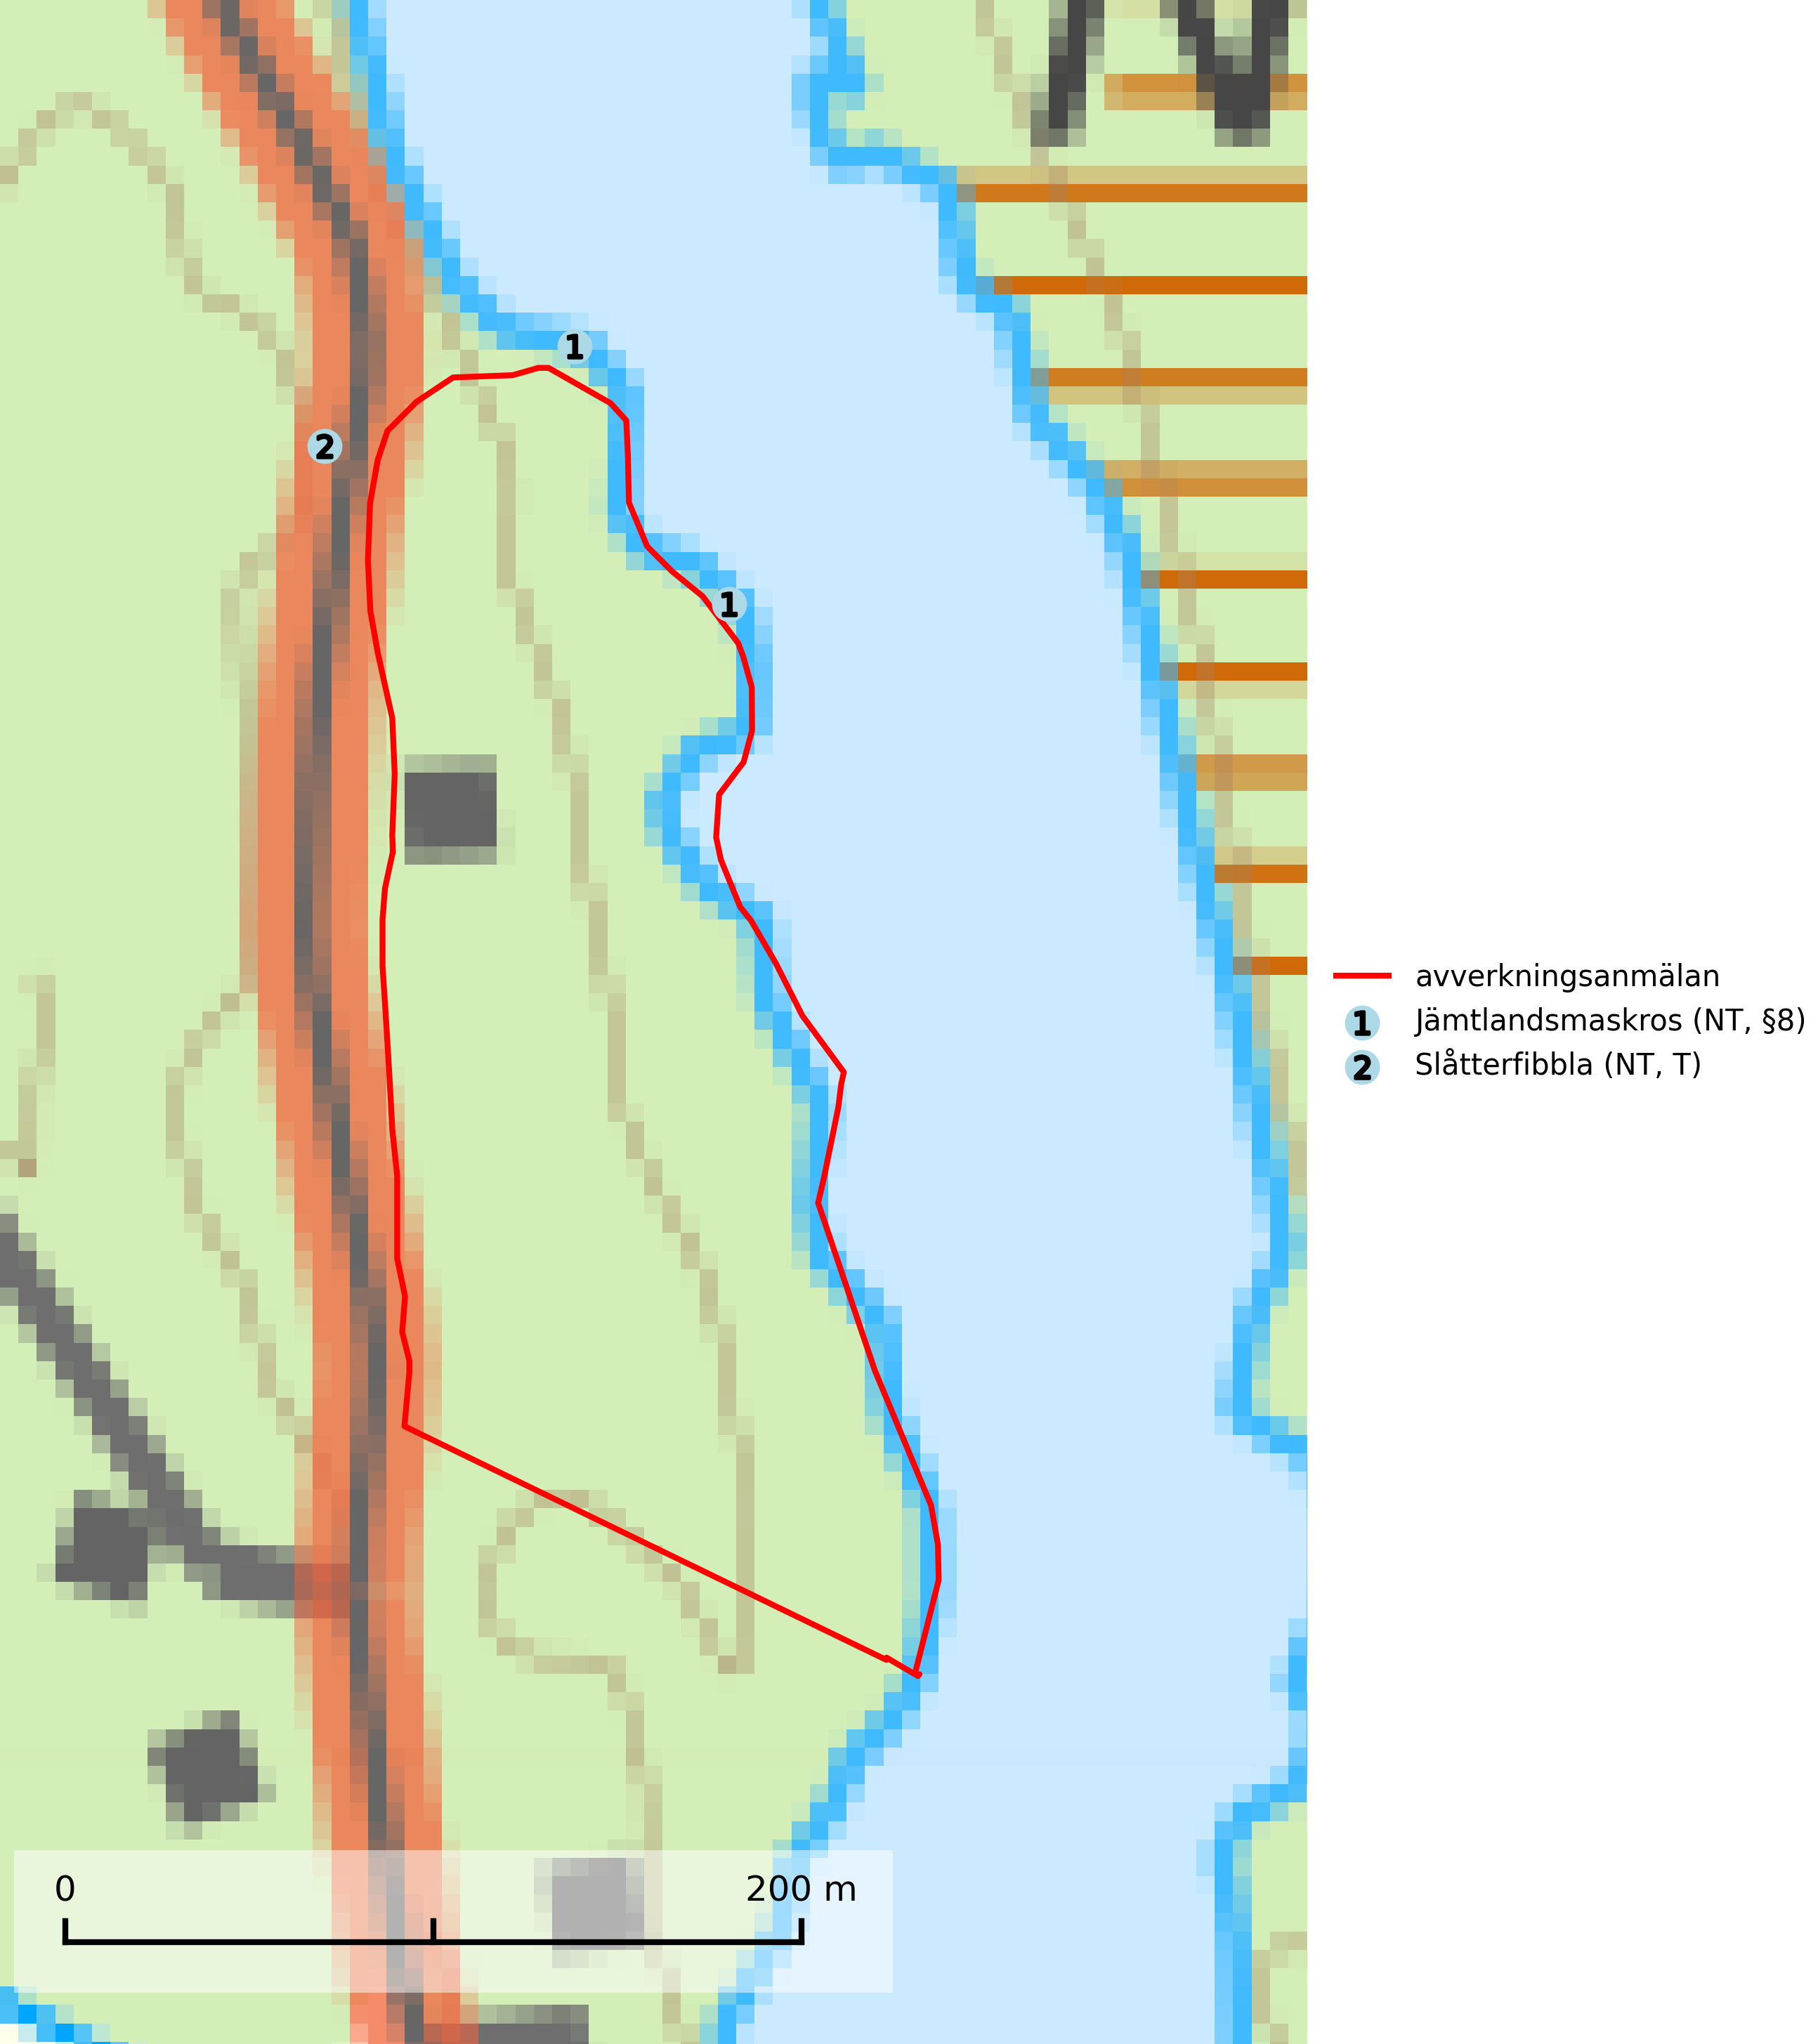 1
2
1
avverkningsanmälan
1 Jämtlandsmaskros (NT, §8)
2 Slåtterfibbla (NT, T)
0 200 m